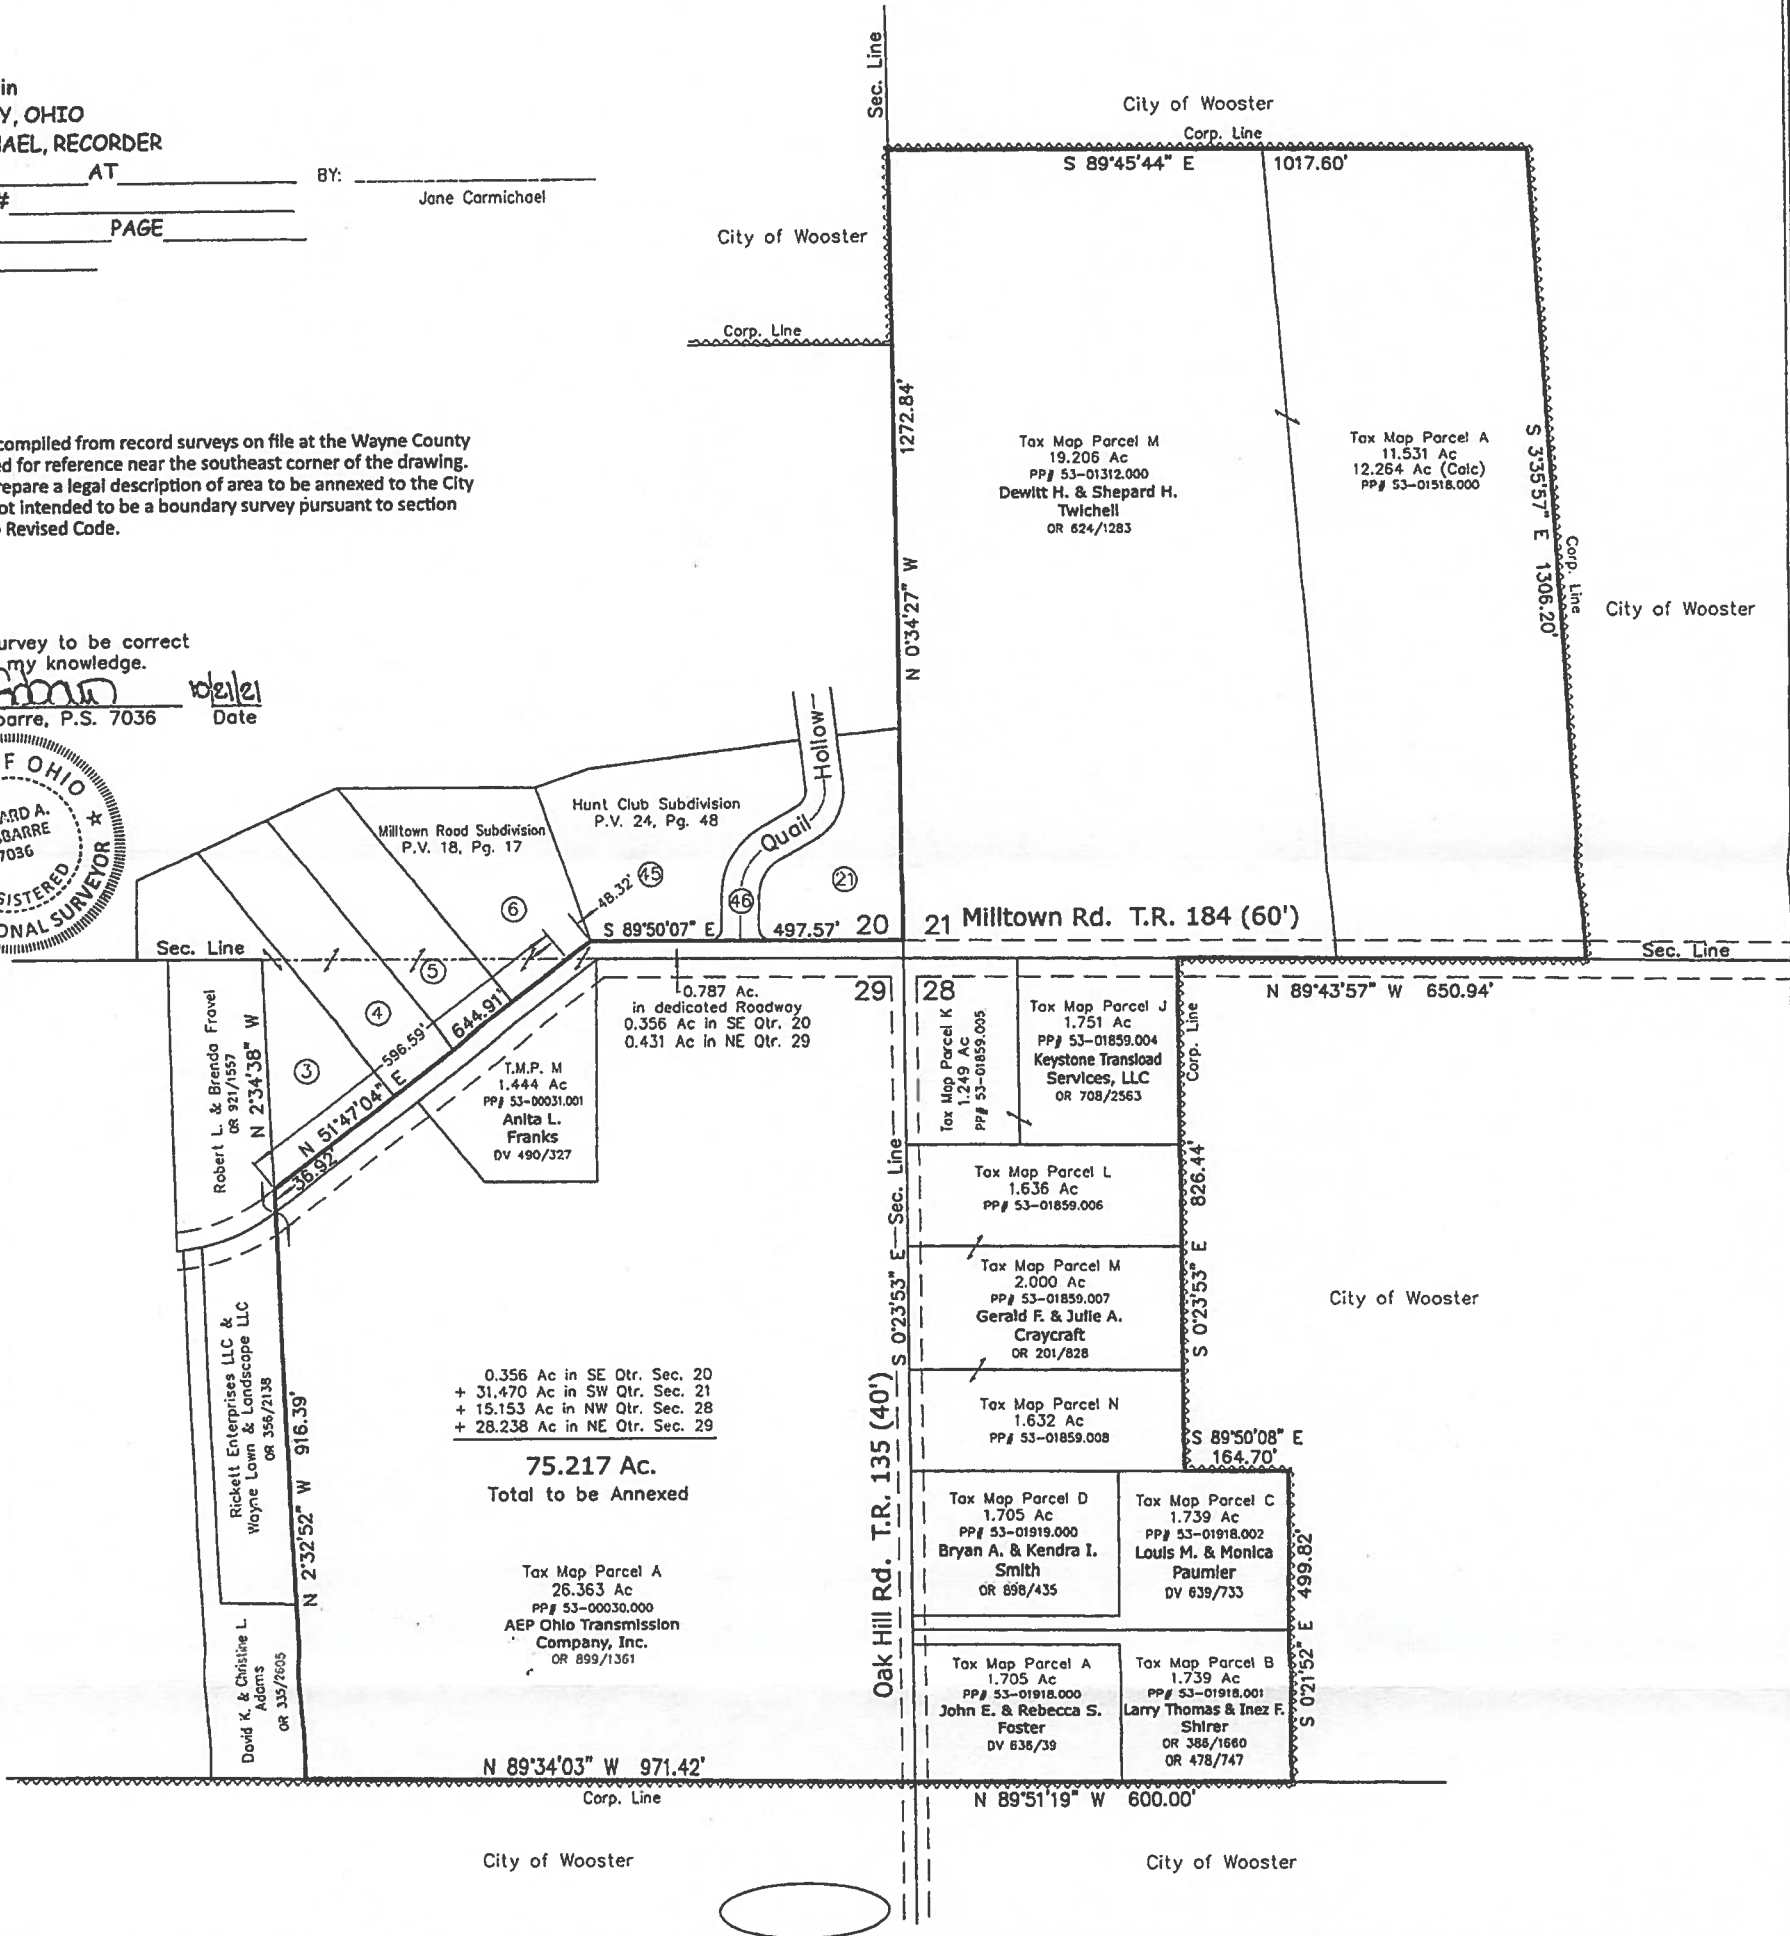 in
Y, OHIO
AEL, RECORDER
AT
BY:
#
Jane Carmichael
PAGE
compiled from record surveys on file at the Wayne County
ed for reference near the southeast corner of the drawing.
repare a legal description of area to be annexed to the City
ot intended to be a boundary survey pursuant to section
Revised Code.
urvey to be correct
my knowledge.
10/21/21
barre, P.S. 7036
Date
F OHIO
ARD A.
BARRE
7036
GISTERED
ONAL SURVEYOR
Sec. Line
City of Wooster
Corp. Line
S 89°45'44" E 1017.60'
City of Wooster
Corp. Line
1272.84'
N 0°34'27" W
Tax Map Parcel M
19.206 Ac
PP# 53-01312.000
Dewitt H. & Shepard H.
Twichell
OR 624/1283
Tax Map Parcel A
11.531 Ac
12.264 Ac (Calc)
PP# 53-01518.000
S 3°35'57" E 1306.20'
Corp. Line
City of Wooster
Hollow
Quail
Hunt Club Subdivision
P.V. 24, Pg. 48
Milltown Road Subdivision
P.V. 18, Pg. 17
45
48.32'
21
46
6
S 89°50'07" E 497.57'
20
21
Milltown Rd. T.R. 184 (60')
Sec. Line
Sec. Line
5
4
3
596.59'
644.91'
N 51°47'04" E
36.92'
0.787 Ac.
in dedicated Roadway
0.356 Ac in SE Qtr. 20
0.431 Ac in NE Qtr. 29
29
28
N 89°43'57" W 650.94'
Robert L. & Brenda Fravel
OR 921/1557
N 2°34'38" W
T.M.P. M
1.444 Ac
PP# 53-00031.001
Anita L.
Franks
DV 490/327
Tax Map Parcel K
1.249 Ac
PP# 53-01859.005
Tax Map Parcel J
1.751 Ac
PP# 53-01859.004
Keystone Transload
Services, LLC
OR 708/2563
Corp. Line
S 0°23'53" E 826.44'
S 0°23'53" E
Sec. Line
Tax Map Parcel L
1.636 Ac
PP# 53-01859.006
Tax Map Parcel M
2.000 Ac
PP# 53-01859.007
Gerald F. & Julie A.
Craycraft
OR 201/828
City of Wooster
Tax Map Parcel N
1.632 Ac
PP# 53-01859.008
S 89°50'08" E
164.70'
Rickett Enterprises LLC &
Wayne Lawn & Landscape LLC
OR 356/2138
N 2°32'52" W 916.39'
0.356 Ac in SE Qtr. Sec. 20
+ 31.470 Ac in SW Qtr. Sec. 21
+ 15.153 Ac in NW Qtr. Sec. 28
+ 28.238 Ac in NE Qtr. Sec. 29
75.217 Ac.
Total to be Annexed
Oak Hill Rd. T.R. 135 (40')
Tax Map Parcel D
1.705 Ac
PP# 53-01919.000
Bryan A. & Kendra I.
Smith
OR 898/435
Tax Map Parcel C
1.739 Ac
PP# 53-01918.002
Louis M. & Monica
Paumier
DV 639/733
S 0°21'52" E 499.82'
Tax Map Parcel A
26.363 Ac
PP# 53-00030.000
AEP Ohio Transmission
Company, Inc.
OR 899/1361
David K. & Christine L.
Adams
OR 335/2605
Tax Map Parcel A
1.705 Ac
PP# 53-01918.000
John E. & Rebecca S.
Foster
DV 636/39
Tax Map Parcel B
1.739 Ac
PP# 53-01918.001
Larry Thomas & Inez F.
Shirer
OR 386/1660
OR 478/747
N 89°34'03" W 971.42'
Corp. Line
N 89°51'19" W 600.00'
City of Wooster
City of Wooster